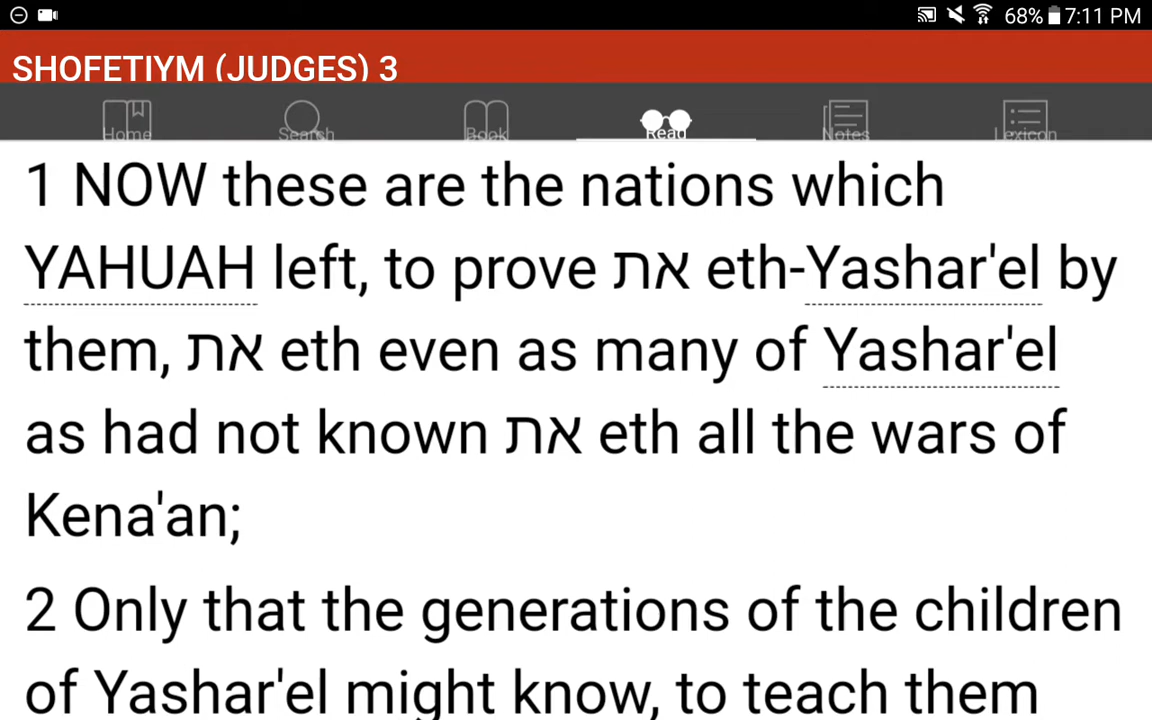 68% 7:11 PM
SHOFETIYM (JUDGES) 3
Home Search Book Read Notes Lexicon
1 NOW these are the nations which
YAHUAH left, to prove את eth-Yashar'el by
them, את eth even as many of Yashar'el
as had not known את eth all the wars of
Kena'an;
2 Only that the generations of the children
of Yashar'el might know, to teach them